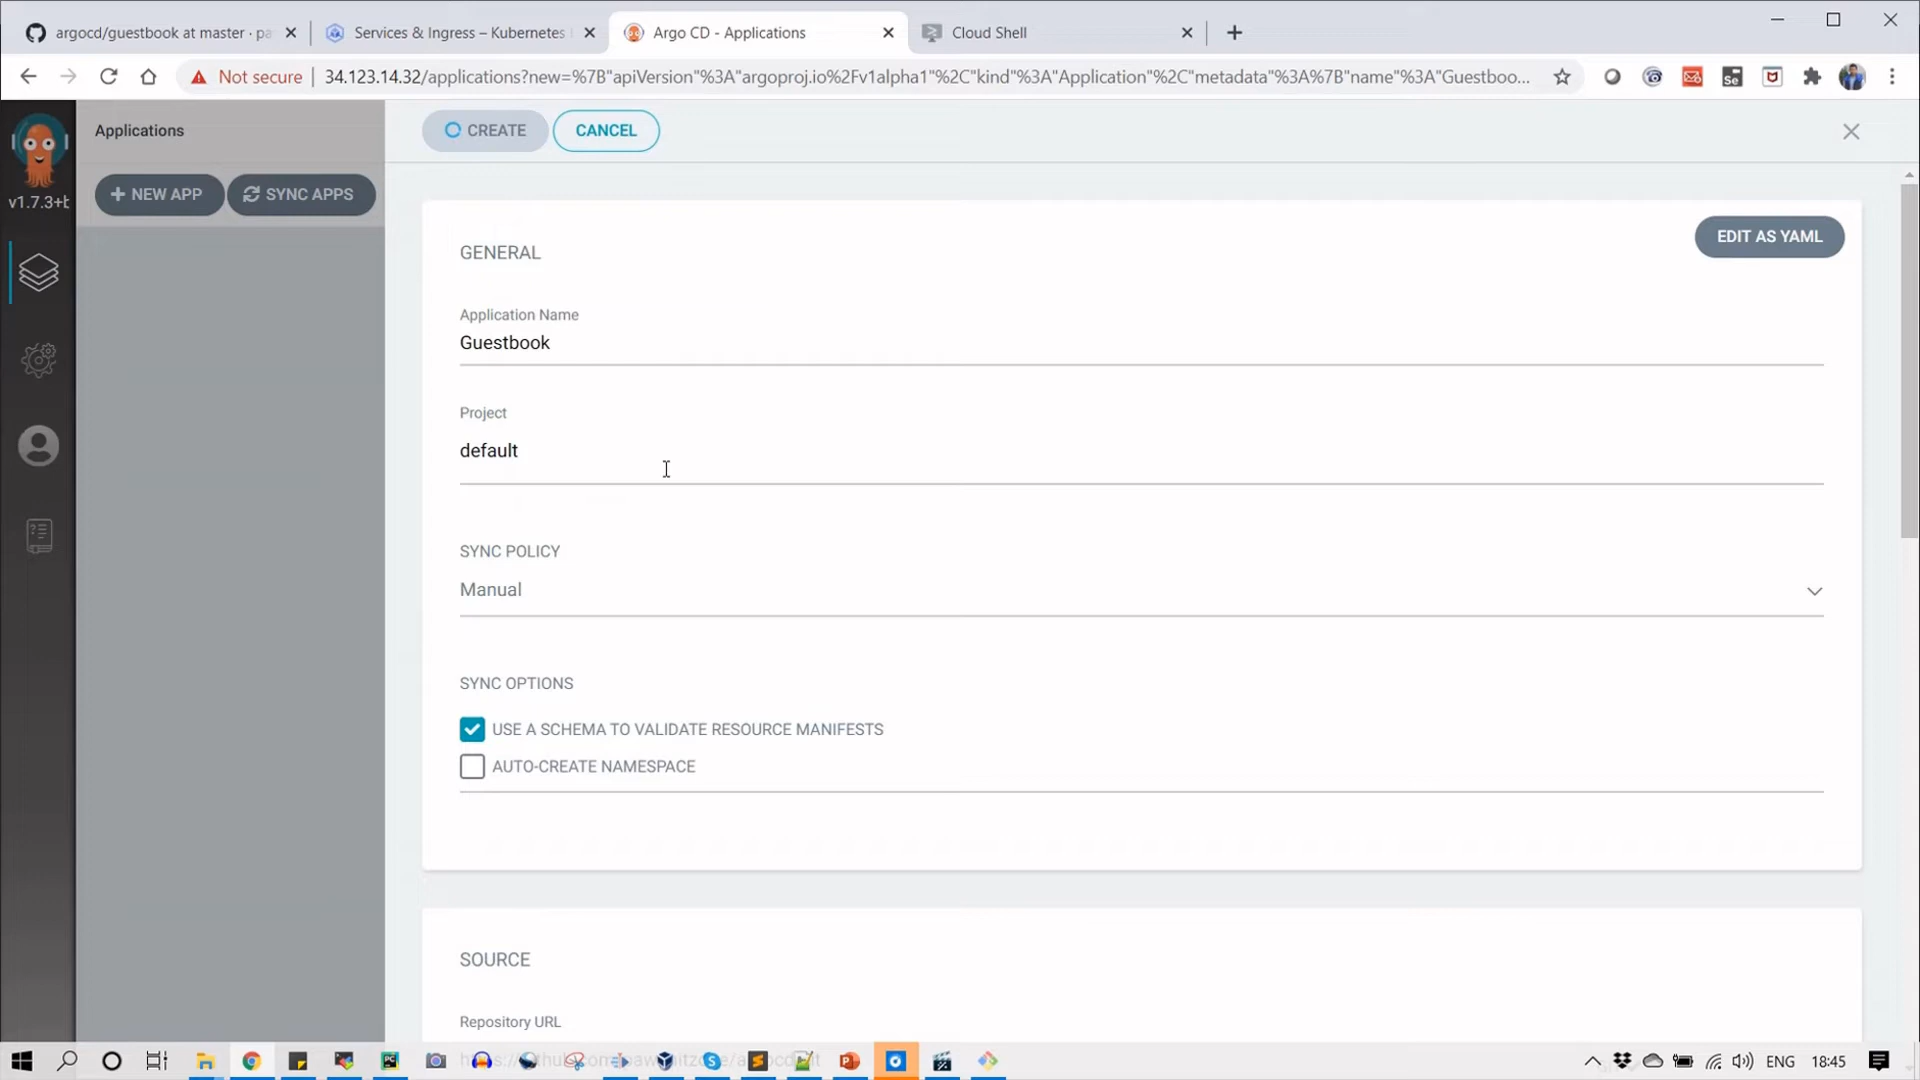 argocd/guestbook at master · pa
Services & Ingress – Kubernetes
Argo CD - Applications
Cloud Shell
Not secure
34.123.14.32/applications?new=%7B"apiVersion"%3A"argoproj.io%2Fv1alpha1"%2C"kind"%3A"Application"%2C"metadata"%3A%7B"name"%3A"Guestboo...
Applications
CREATE
CANCEL
v1.7.3+b
NEW APP
SYNC APPS
GENERAL
EDIT AS YAML
Application Name
Guestbook
Project
default
SYNC POLICY
Manual
SYNC OPTIONS
USE A SCHEMA TO VALIDATE RESOURCE MANIFESTS
AUTO-CREATE NAMESPACE
SOURCE
Repository URL
ENG
18:45